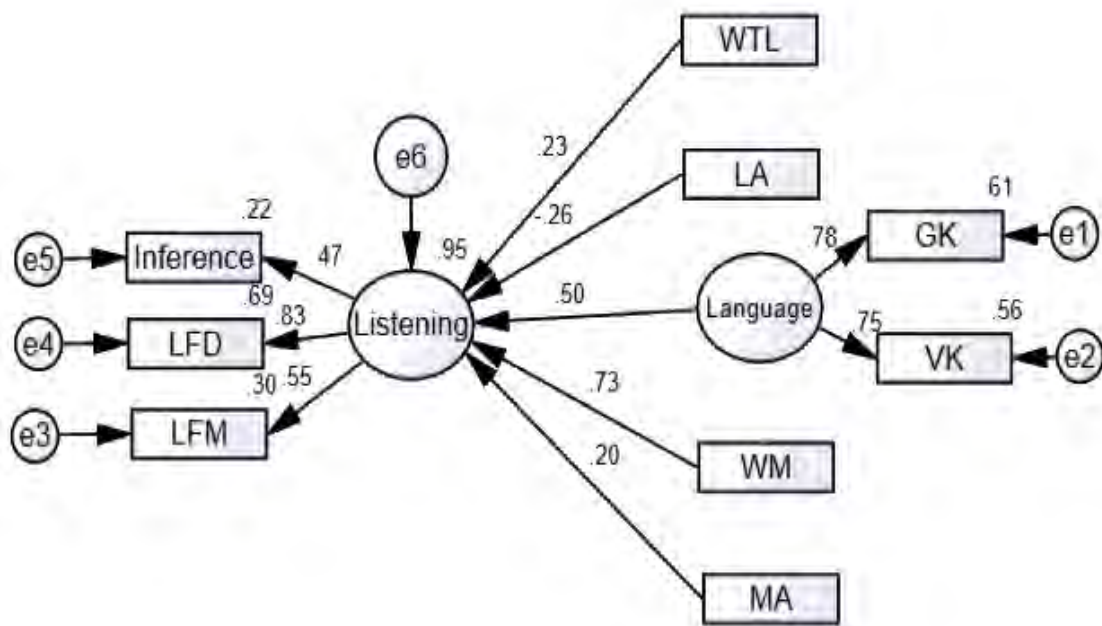 WTL
e6
.23
LA
-.26
61
GK
e1
78
.22
e5
Inference
47
.95
.50
Language
.69
.83
Listening
75
.56
e4
LFD
VK
e2
.30
.55
.73
e3
LFM
WM
.20
MA